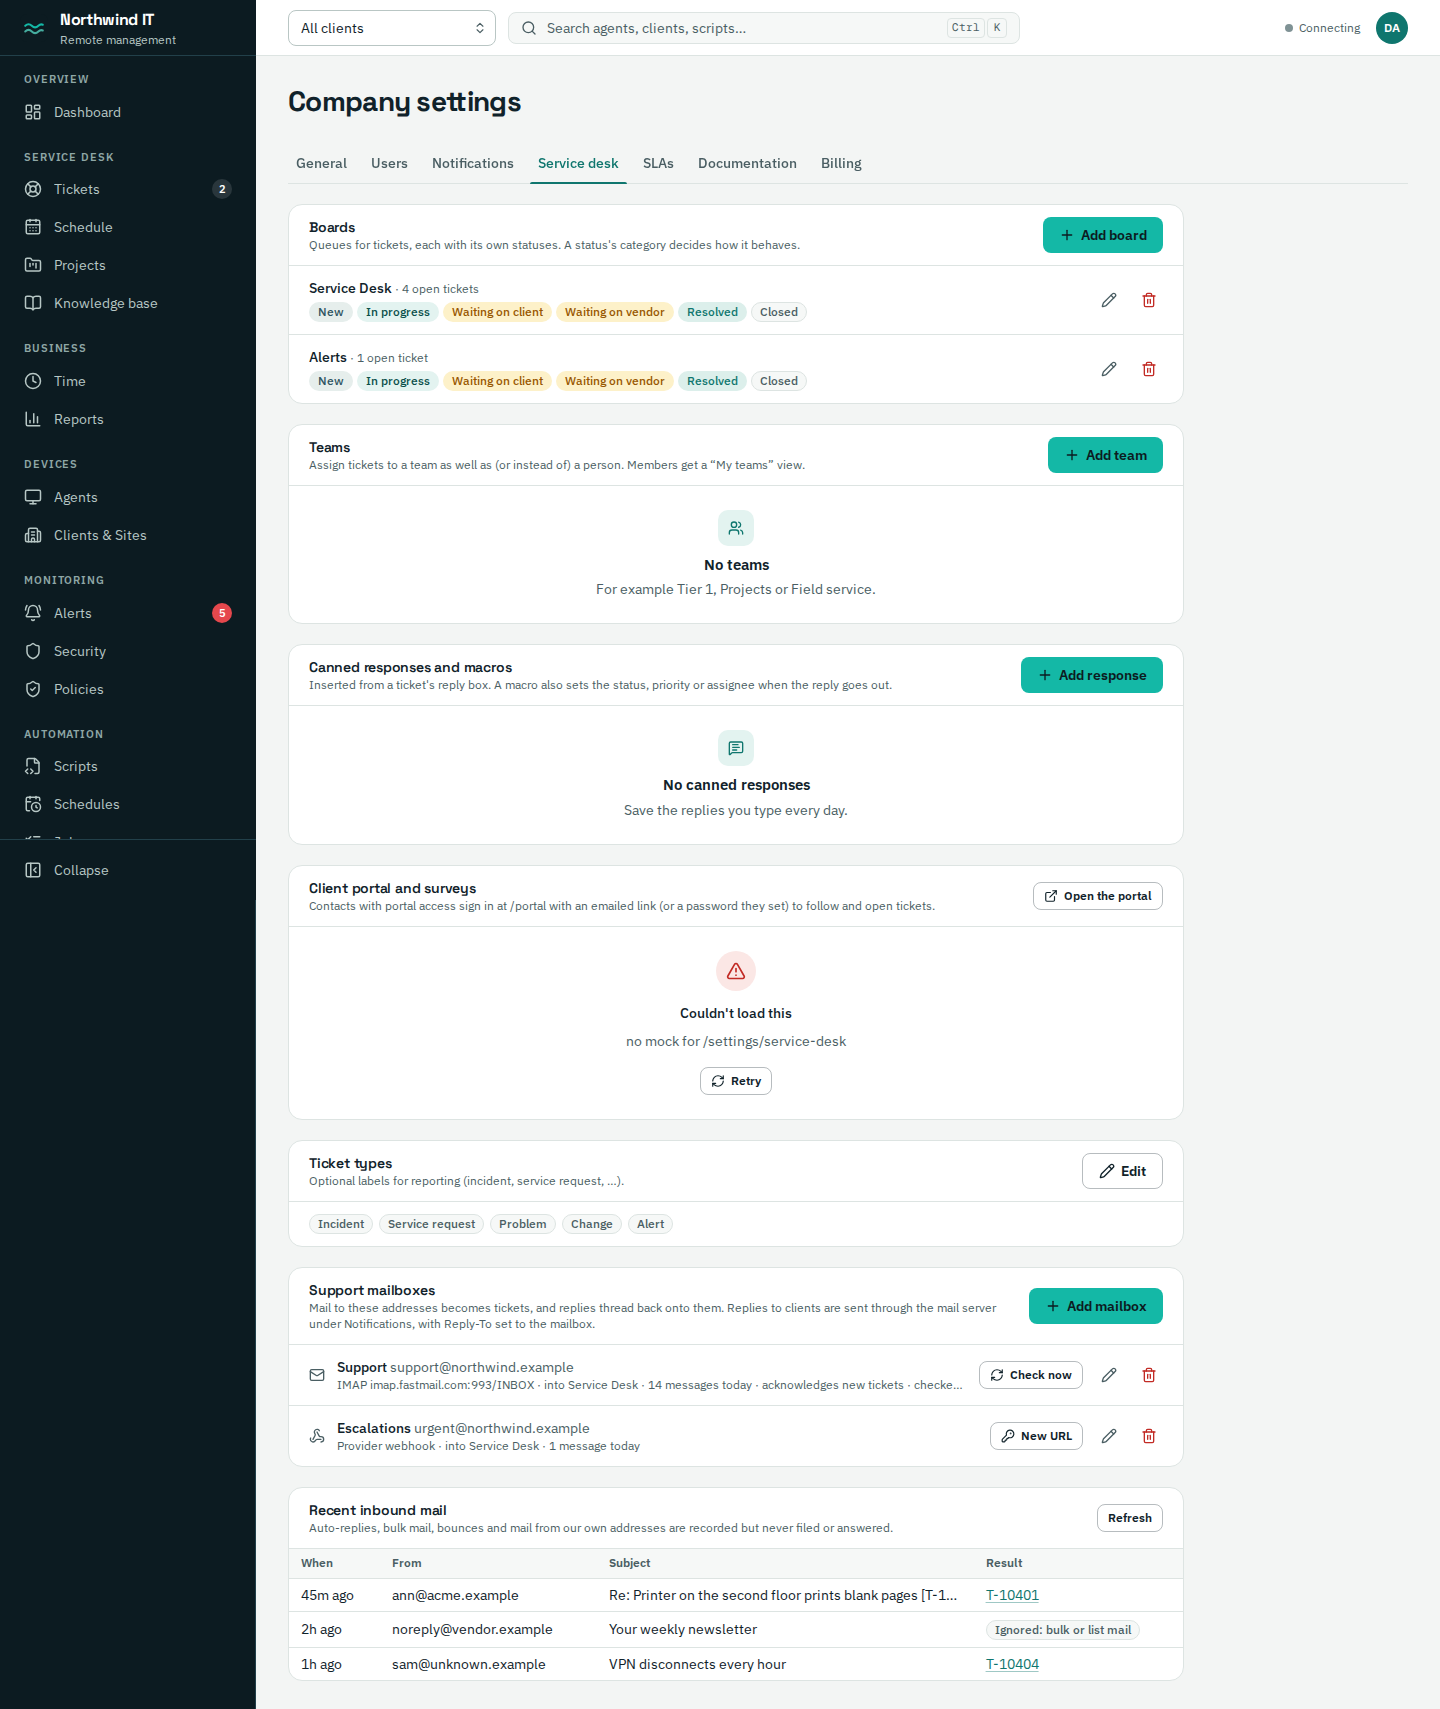 Northwind IT
Remote management
All clients
Search agents, clients, scripts...
Ctrl K
Connecting
DA
OVERVIEW
Dashboard
SERVICE DESK
Tickets 2
Schedule
Projects
Knowledge base
BUSINESS
Time
Reports
DEVICES
Agents
Clients & Sites
MONITORING
Alerts 5
Security
Policies
AUTOMATION
Scripts
Schedules
Collapse
Company settings
General Users Notifications Service desk SLAs Documentation Billing
Boards
Queues for tickets, each with its own statuses. A status's category decides how it behaves.
Add board
Service Desk · 4 open tickets
New In progress Waiting on client Waiting on vendor Resolved Closed
Alerts · 1 open ticket
New In progress Waiting on client Waiting on vendor Resolved Closed
Teams
Assign tickets to a team as well as (or instead of) a person. Members get a “My teams” view.
Add team
No teams
For example Tier 1, Projects or Field service.
Canned responses and macros
Inserted from a ticket's reply box. A macro also sets the status, priority or assignee when the reply goes out.
Add response
No canned responses
Save the replies you type every day.
Client portal and surveys
Contacts with portal access sign in at /portal with an emailed link (or a password they set) to follow and open tickets.
Open the portal
Couldn't load this
no mock for /settings/service-desk
Retry
Ticket types
Optional labels for reporting (incident, service request, …).
Edit
Incident Service request Problem Change Alert
Support mailboxes
Mail to these addresses becomes tickets, and replies thread back onto them. Replies to clients are sent through the mail server
under Notifications, with Reply-To set to the mailbox.
Add mailbox
Support support@northwind.example
IMAP imap.fastmail.com:993/INBOX · into Service Desk · 14 messages today · acknowledges new tickets · checke...
Check now
Escalations urgent@northwind.example
Provider webhook · into Service Desk · 1 message today
New URL
Recent inbound mail
Auto-replies, bulk mail, bounces and mail from our own addresses are recorded but never filed or answered.
Refresh
When From Subject Result
45m ago ann@acme.example Re: Printer on the second floor prints blank pages [T-1... T-10401
2h ago noreply@vendor.example Your weekly newsletter Ignored: bulk or list mail
1h ago sam@unknown.example VPN disconnects every hour T-10404